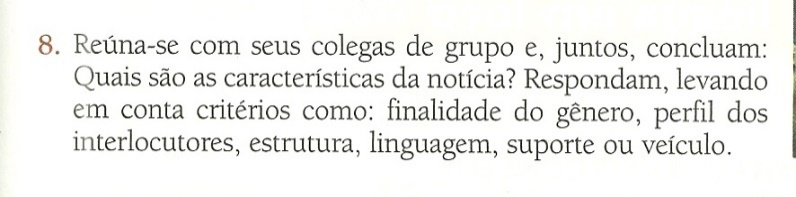 8. Reúna-se com seus colegas de grupo e, juntos, concluam:
Quais são as características da notícia? Respondam, levando
em conta critérios como: finalidade do gênero, perfil dos
interlocutores, estrutura, linguagem, suporte ou veículo.